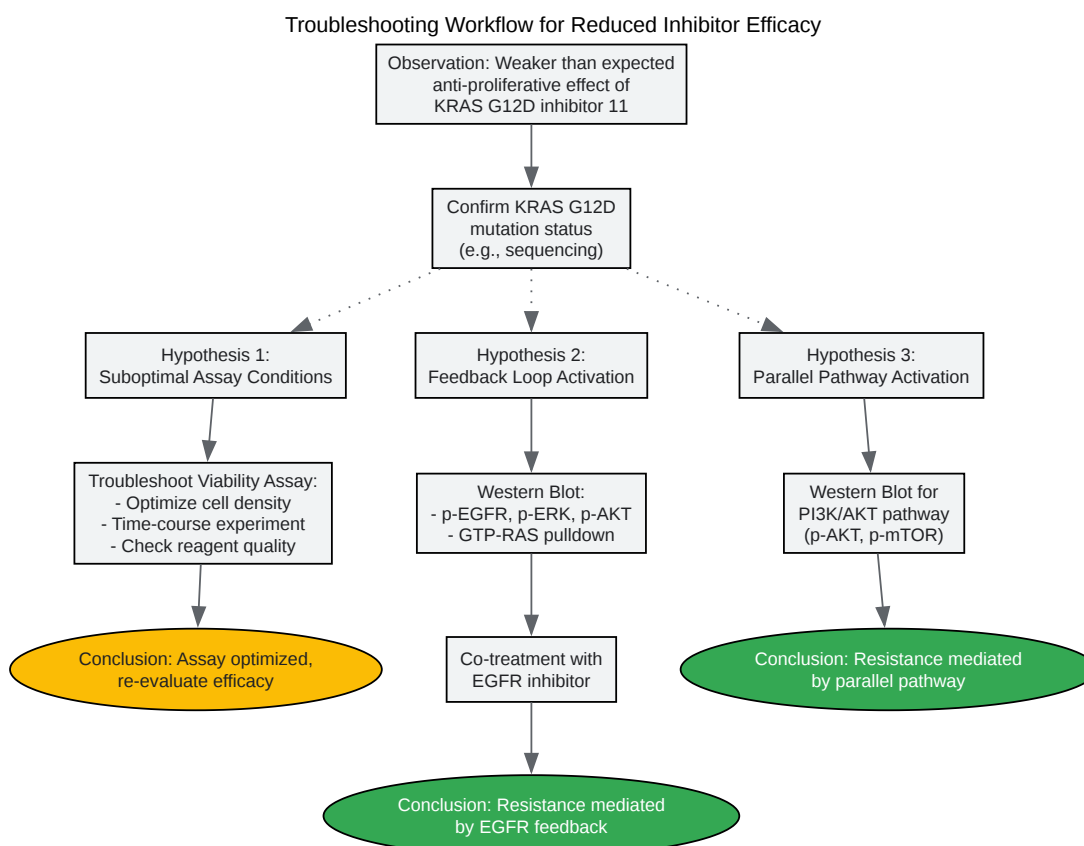 Troubleshooting Workflow for Reduced Inhibitor Efficacy
Observation: Weaker than expected
anti-proliferative effect of
KRAS G12D inhibitor 11
Confirm KRAS G12D
mutation status
(e.g., sequencing)
Hypothesis 1:
Suboptimal Assay Conditions
Hypothesis 2:
Feedback Loop Activation
Hypothesis 3:
Parallel Pathway Activation
Troubleshoot Viability Assay:
- Optimize cell density
- Time-course experiment
- Check reagent quality
Western Blot:
- p-EGFR, p-ERK, p-AKT
- GTP-RAS pulldown
Western Blot for
PI3K/AKT pathway
(p-AKT, p-mTOR)
Conclusion: Assay optimized,
re-evaluate efficacy
Co-treatment with
EGFR inhibitor
Conclusion: Resistance mediated
by parallel pathway
Conclusion: Resistance mediated
by EGFR feedback